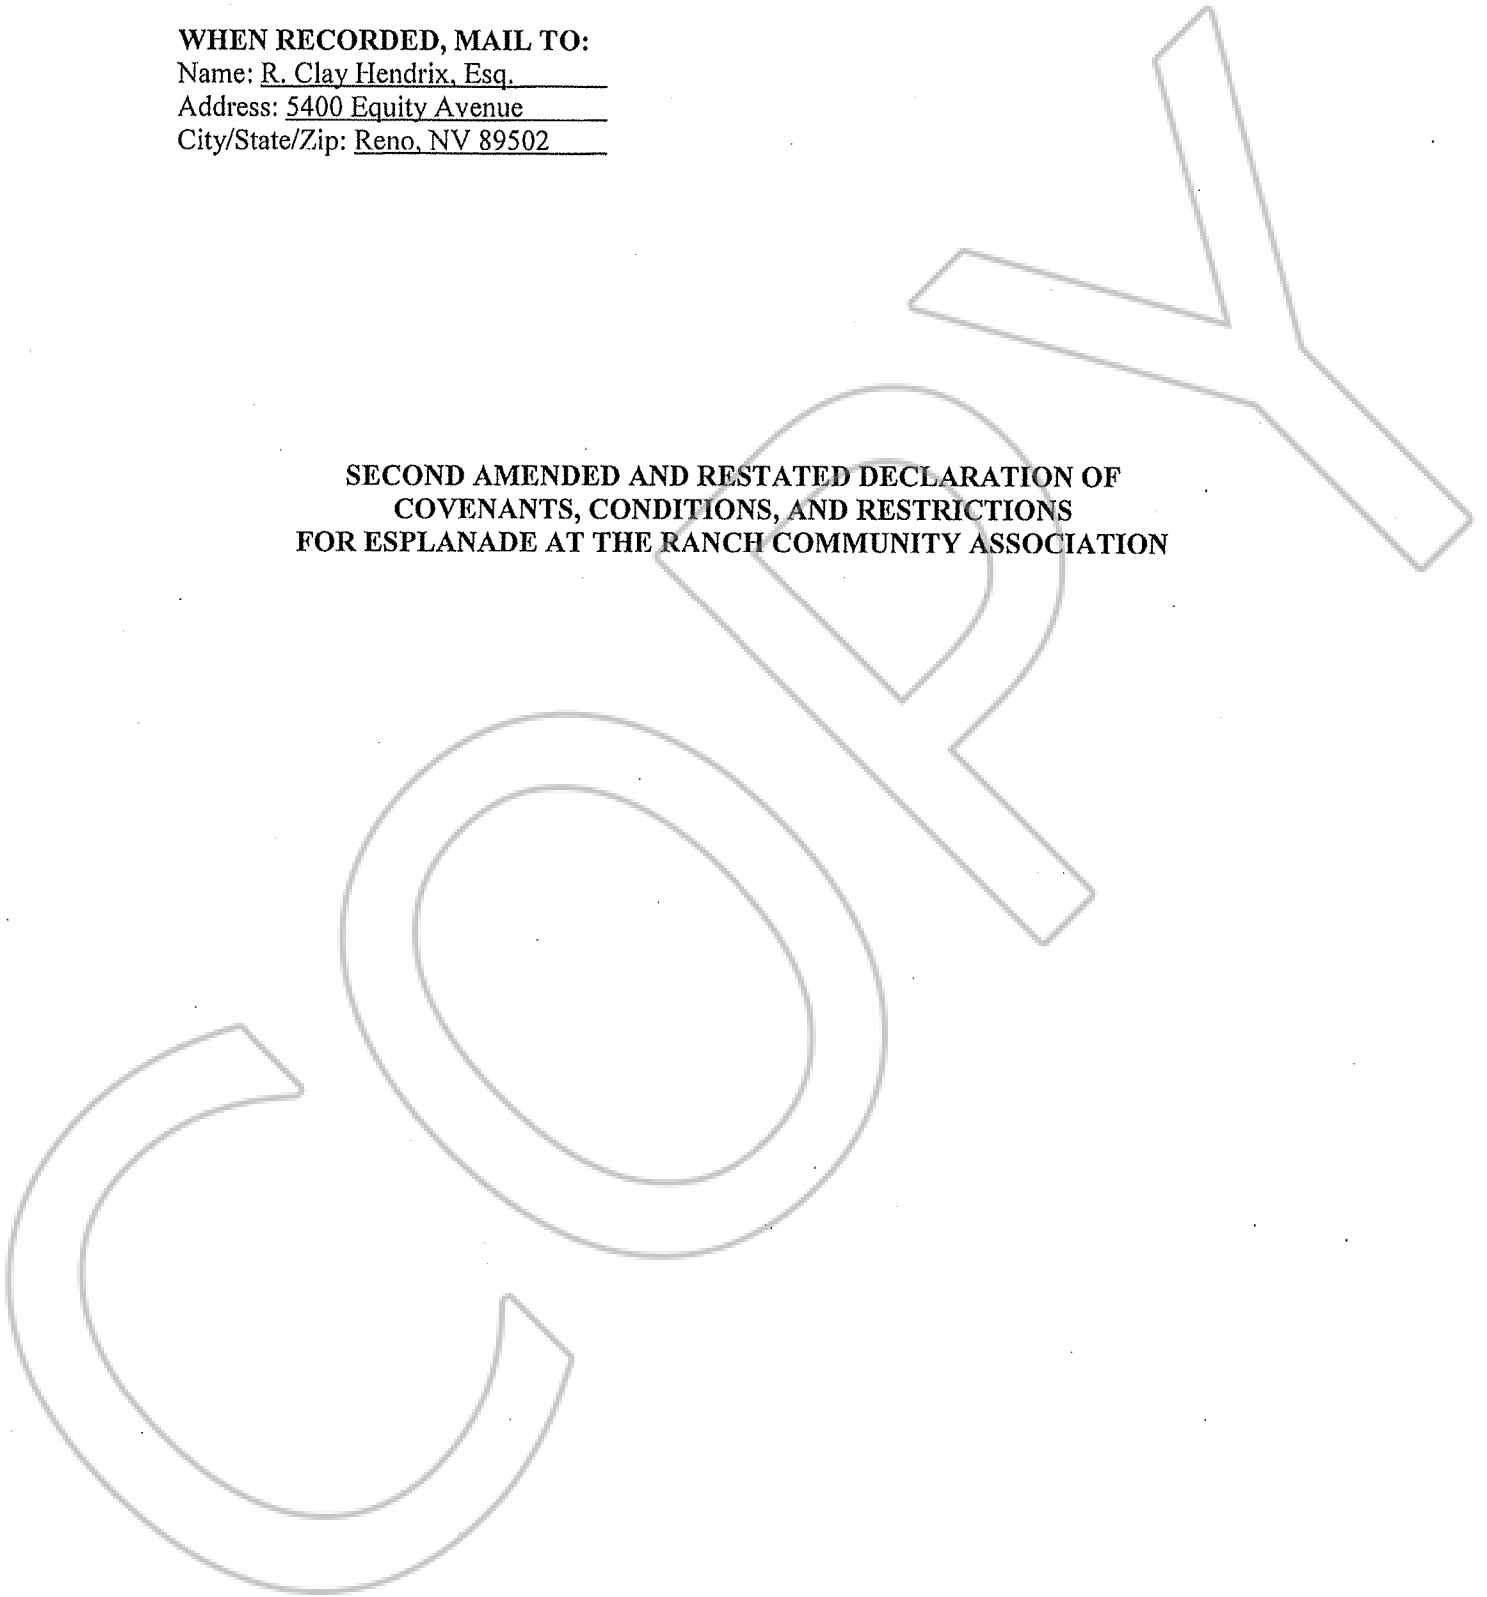 WHEN RECORDED, MAIL TO:
Name: R. Clay Hendrix, Esq.
Address: 5400 Equity Avenue
City/State/Zip: Reno, NV 89502
SECOND AMENDED AND RESTATED DECLARATION OF
COVENANTS, CONDITIONS, AND RESTRICTIONS
FOR ESPLANADE AT THE RANCH COMMUNITY ASSOCIATION
COPY